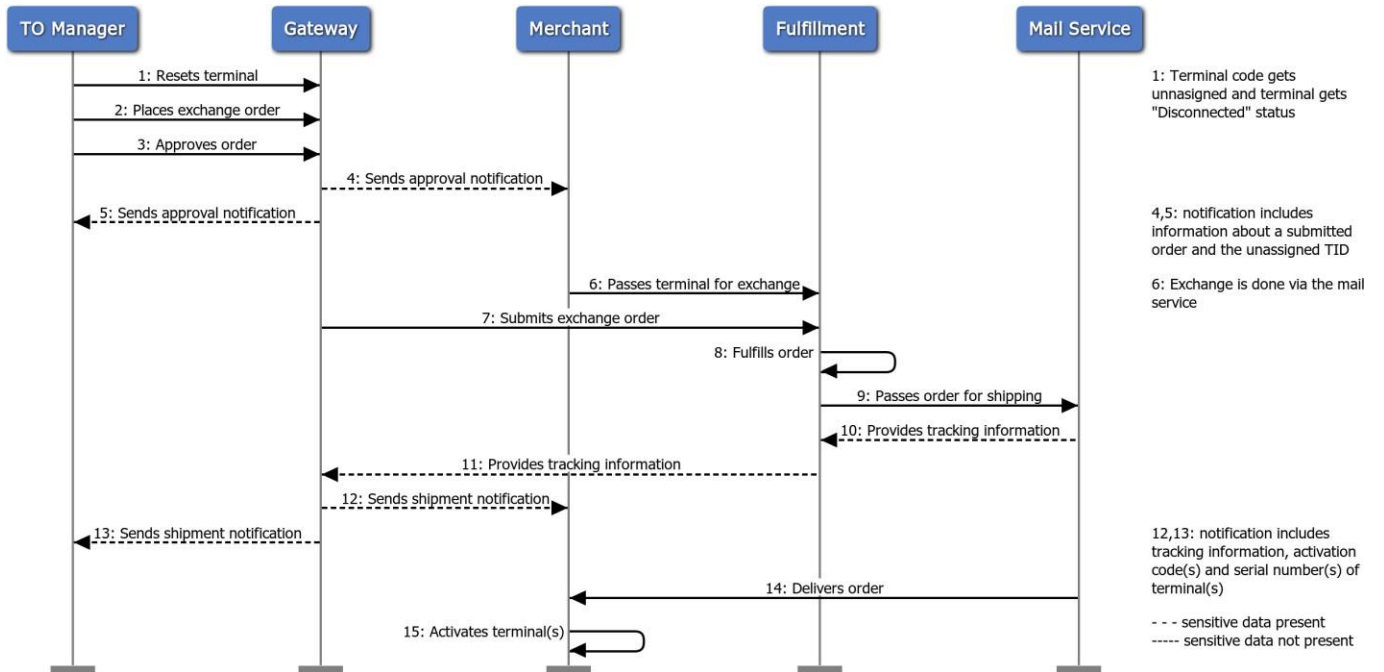 TO Manager
Gateway
Merchant
Fulfillment
Mail Service
1: Resets terminal
1: Terminal code gets
unnasigned and terminal gets
"Disconnected" status
2: Places exchange order
3: Approves order
4: Sends approval notification
5: Sends approval notification
4,5: notification includes
information about a submitted
order and the unassigned TID
6: Passes terminal for exchange
6: Exchange is done via the mail
service
7: Submits exchange order
8: Fulfills order
9: Passes order for shipping
10: Provides tracking information
11: Provides tracking information
12: Sends shipment notification
13: Sends shipment notification
12,13: notification includes
tracking information, activation
code(s) and serial number(s) of
terminal(s)
14: Delivers order
15: Activates terminal(s)
- - - sensitive data present
----- sensitive data not present